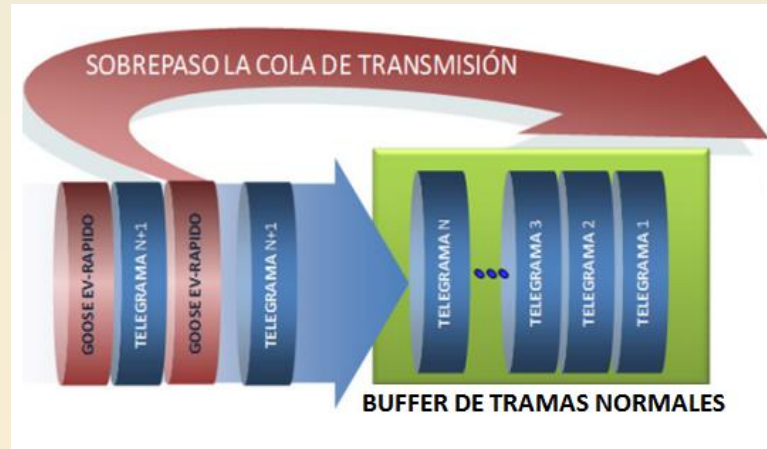 SOBREPASO LA COLA DE TRANSMISIÓN
GOOSE EV-RAPIDO
TELEGRAMA N+1
GOOSE EV-RAPIDO
TELEGRAMA N+1
TELEGRAMA N
TELEGRAMA 3
TELEGRAMA 2
TELEGRAMA 1
BUFFER DE TRAMAS NORMALES